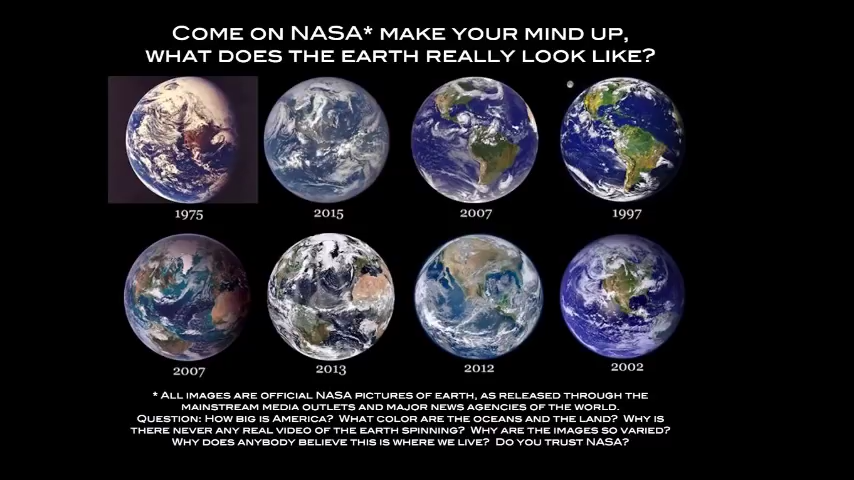 Come on NASA* make your mind up,
what does the earth really look like?
1975
2015
2007
1997
2007
2013
2012
2002
* All images are official NASA pictures of earth, as released through the
mainstream media outlets and major news agencies of the world.
Question: How big is America? What color are the oceans and the land? Why is
there never any real video of the earth spinning? Why are the images so varied?
Why does anybody believe this is where we live? Do you trust NASA?